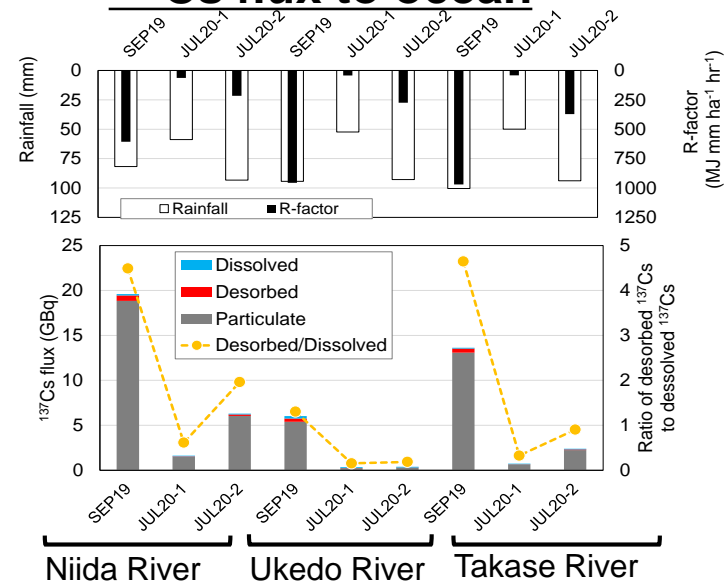 SEP19 JUL20-1 JUL20-2 SEP19 JUL20-1 JUL20-2 SEP19 JUL20-1 JUL20-2
Rainfall (mm)
0
25
50
75
100
125
0
250
500
750
1000
1250
R-factor
(MJ mm ha⁻¹ hr⁻¹)
Rainfall R-factor
¹³⁷Cs flux (GBq)
25
20
15
10
5
0
Dissolved
Desorbed
Particulate
Desorbed/Dissolved
5
4
3
2
1
0
Ratio of desorbed ¹³⁷Cs
to dessolved ¹³⁷Cs
SEP19 JUL20-1 JUL20-2 SEP19 JUL20-1 JUL20-2 SEP19 JUL20-1 JUL20-2
Niida River Ukedo River Takase River